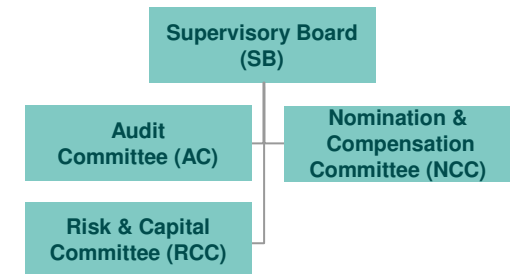 Supervisory Board
(SB)
Audit
Committee (AC)
Nomination &
Compensation
Committee (NCC)
Risk & Capital
Committee (RCC)